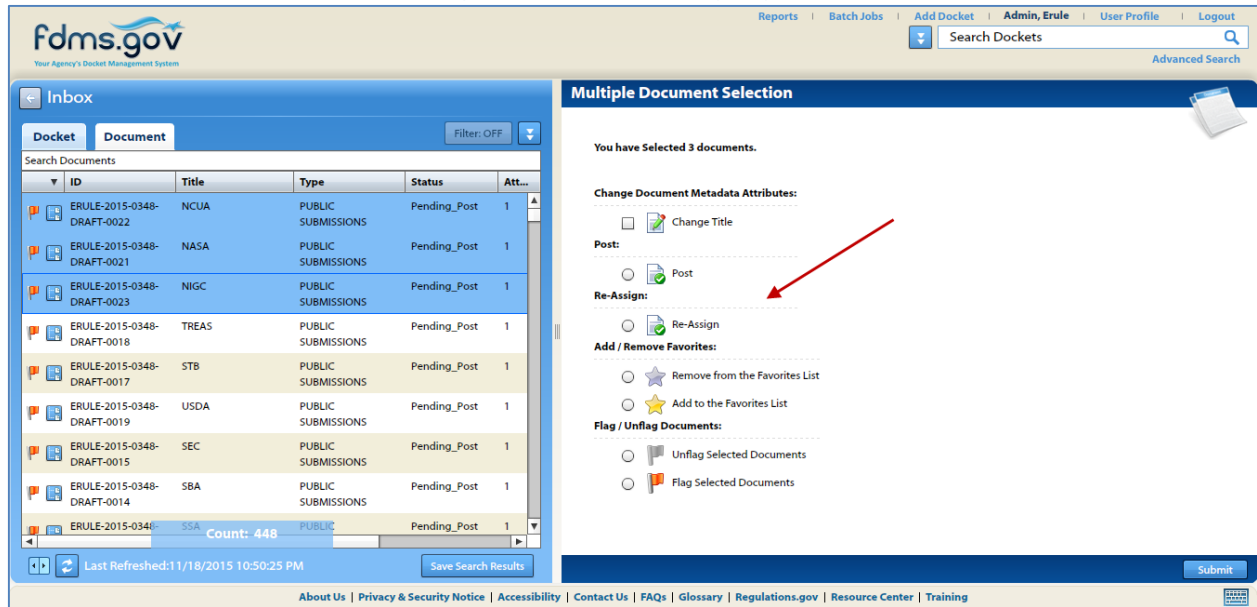 Reports | Batch Jobs | Add Docket | Admin, Erule | User Profile | Logout
fdms.gov
Your Agency's Docket Management System
Search Dockets
Advanced Search
Inbox
Docket Document Filter: OFF
Search Documents
ID Title Type Status Att...
ERULE-2015-0348- NCUA PUBLIC Pending_Post 1
DRAFT-0022 SUBMISSIONS
ERULE-2015-0348- NASA PUBLIC Pending_Post 1
DRAFT-0021 SUBMISSIONS
ERULE-2015-0348- NIGC PUBLIC Pending_Post 1
DRAFT-0023 SUBMISSIONS
ERULE-2015-0348- TREAS PUBLIC Pending_Post 1
DRAFT-0018 SUBMISSIONS
ERULE-2015-0348- STB PUBLIC Pending_Post 1
DRAFT-0017 SUBMISSIONS
ERULE-2015-0348- USDA PUBLIC Pending_Post 1
DRAFT-0019 SUBMISSIONS
ERULE-2015-0348- SEC PUBLIC Pending_Post 1
DRAFT-0015 SUBMISSIONS
ERULE-2015-0348- SBA PUBLIC Pending_Post 1
DRAFT-0014 SUBMISSIONS
ERULE-2015-0348- SSA PUBLIC Pending_Post 1
Count: 448
Last Refreshed:11/18/2015 10:50:25 PM Save Search Results
Multiple Document Selection
You have Selected 3 documents.
Change Document Metadata Attributes:
Change Title
Post:
Post
Re-Assign:
Re-Assign
Add / Remove Favorites:
Remove from the Favorites List
Add to the Favorites List
Flag / Unflag Documents:
Unflag Selected Documents
Flag Selected Documents
Submit
About Us | Privacy & Security Notice | Accessibility | Contact Us | FAQs | Glossary | Regulations.gov | Resource Center | Training